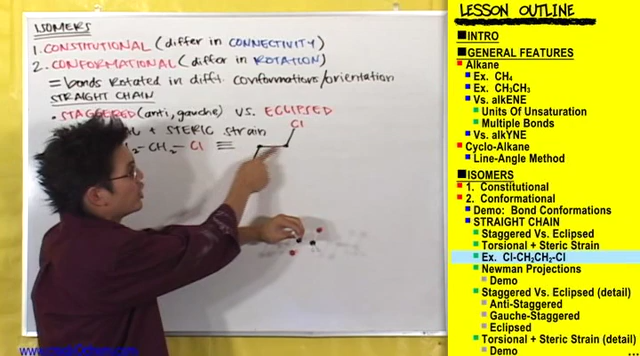 ISOMERS
1. CONSTITUTIONAL (differ in CONNECTIVITY)
2. CONFORMATIONAL (differ in ROTATION)
= bonds Rotated in difft. conformations/orientation
STRAIGHT CHAIN
• STAGGERED (anti, gauche) VS. ECLIPSED
+ STERIC strain
CH₂ - Cl ≡
Cl
LESSON OUTLINE
INTRO
GENERAL FEATURES
Alkane
Ex. CH4
Ex. CH3CH3
Vs. alkENE
Units Of Unsaturation
Multiple Bonds
Vs. alkYNE
Cyclo-Alkane
Line-Angle Method
ISOMERS
1. Constitutional
2. Conformational
Demo: Bond Conformations
STRAIGHT CHAIN
Staggered Vs. Eclipsed
Torsional + Steric Strain
Ex. Cl-CH2CH2-Cl
Newman Projections
Demo
Staggered Vs. Eclipsed (detail)
Anti-Staggered
Gauche-Staggered
Eclipsed
Torsional + Steric Strain (detail)
Demo